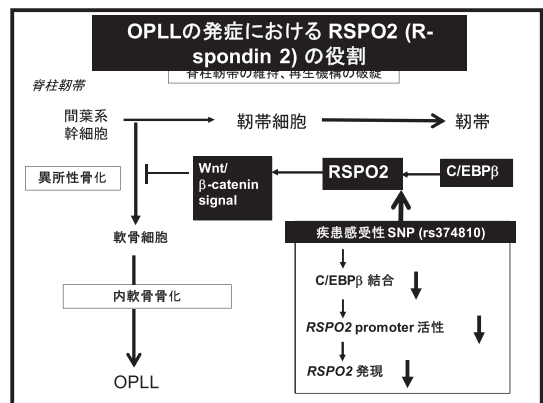 OPLLの発症における RSPO2 (R-
spondin 2) の役割
脊柱靭帯の維持、再生機構の破綻
脊柱靭帯
間葉系
幹細胞
靭帯細胞
靭帯
異所性骨化
Wnt/
β-catenin
signal
RSPO2
C/EBPβ
軟骨細胞
疾患感受性 SNP (rs374810)
C/EBPβ 結合
内軟骨骨化
RSPO2 promoter 活性
RSPO2 発現
OPLL